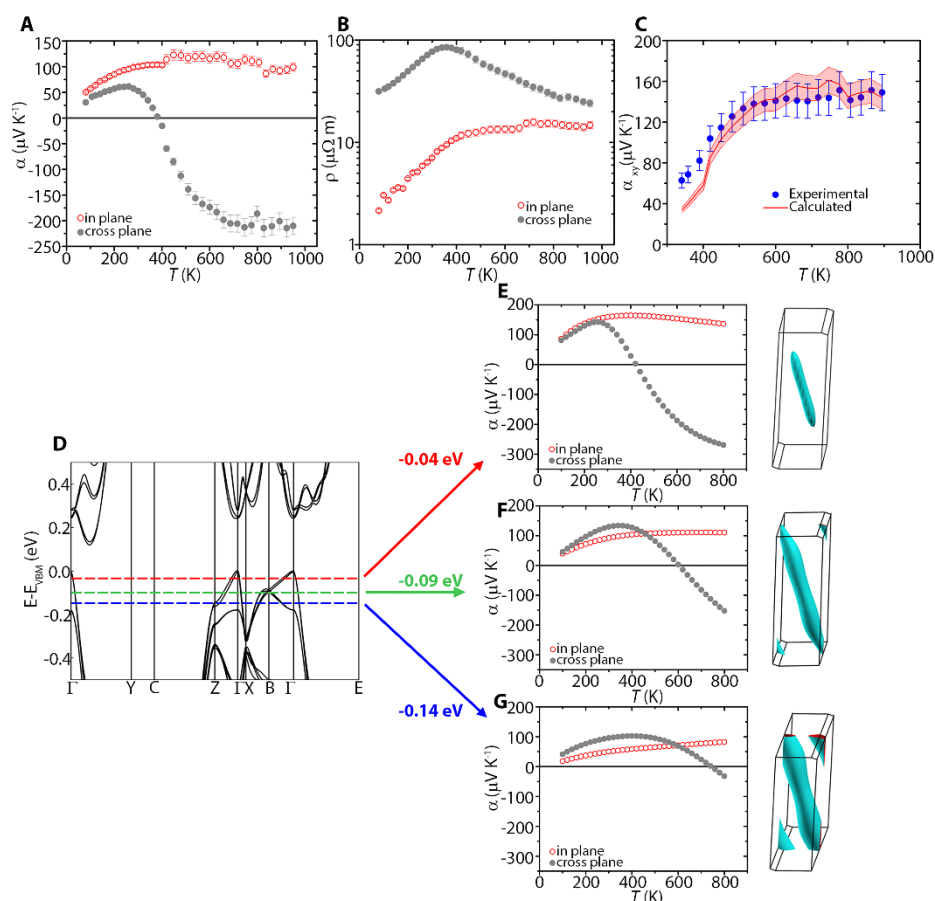 A
150
100
50
0
-50
-100
-150
-200
-250
α (µV K⁻¹)
in plane
cross plane
0 200 400 600 800 1000
T (K)
B
100
10
1
ρ (µΩ m)
in plane
cross plane
0 200 400 600 800 1000
T (K)
C
200
160
120
80
40
0
α xy (µV K⁻¹)
Experimental
Calculated
400 600 800 1000
T (K)
D
0.4
0.2
0.0
-0.2
-0.4
E-E VBM (eV)
Γ Y C Z I X B Γ E
-0.04 eV
-0.09 eV
-0.14 eV
E
200
100
0
-100
-200
-300
α (µV K⁻¹)
in plane
cross plane
0 200 400 600 800
T (K)
F
200
100
0
-100
-200
-300
α (µV K⁻¹)
in plane
cross plane
0 200 400 600 800
T (K)
G
200
100
0
-100
-200
-300
α (µV K⁻¹)
in plane
cross plane
0 200 400 600 800
T (K)